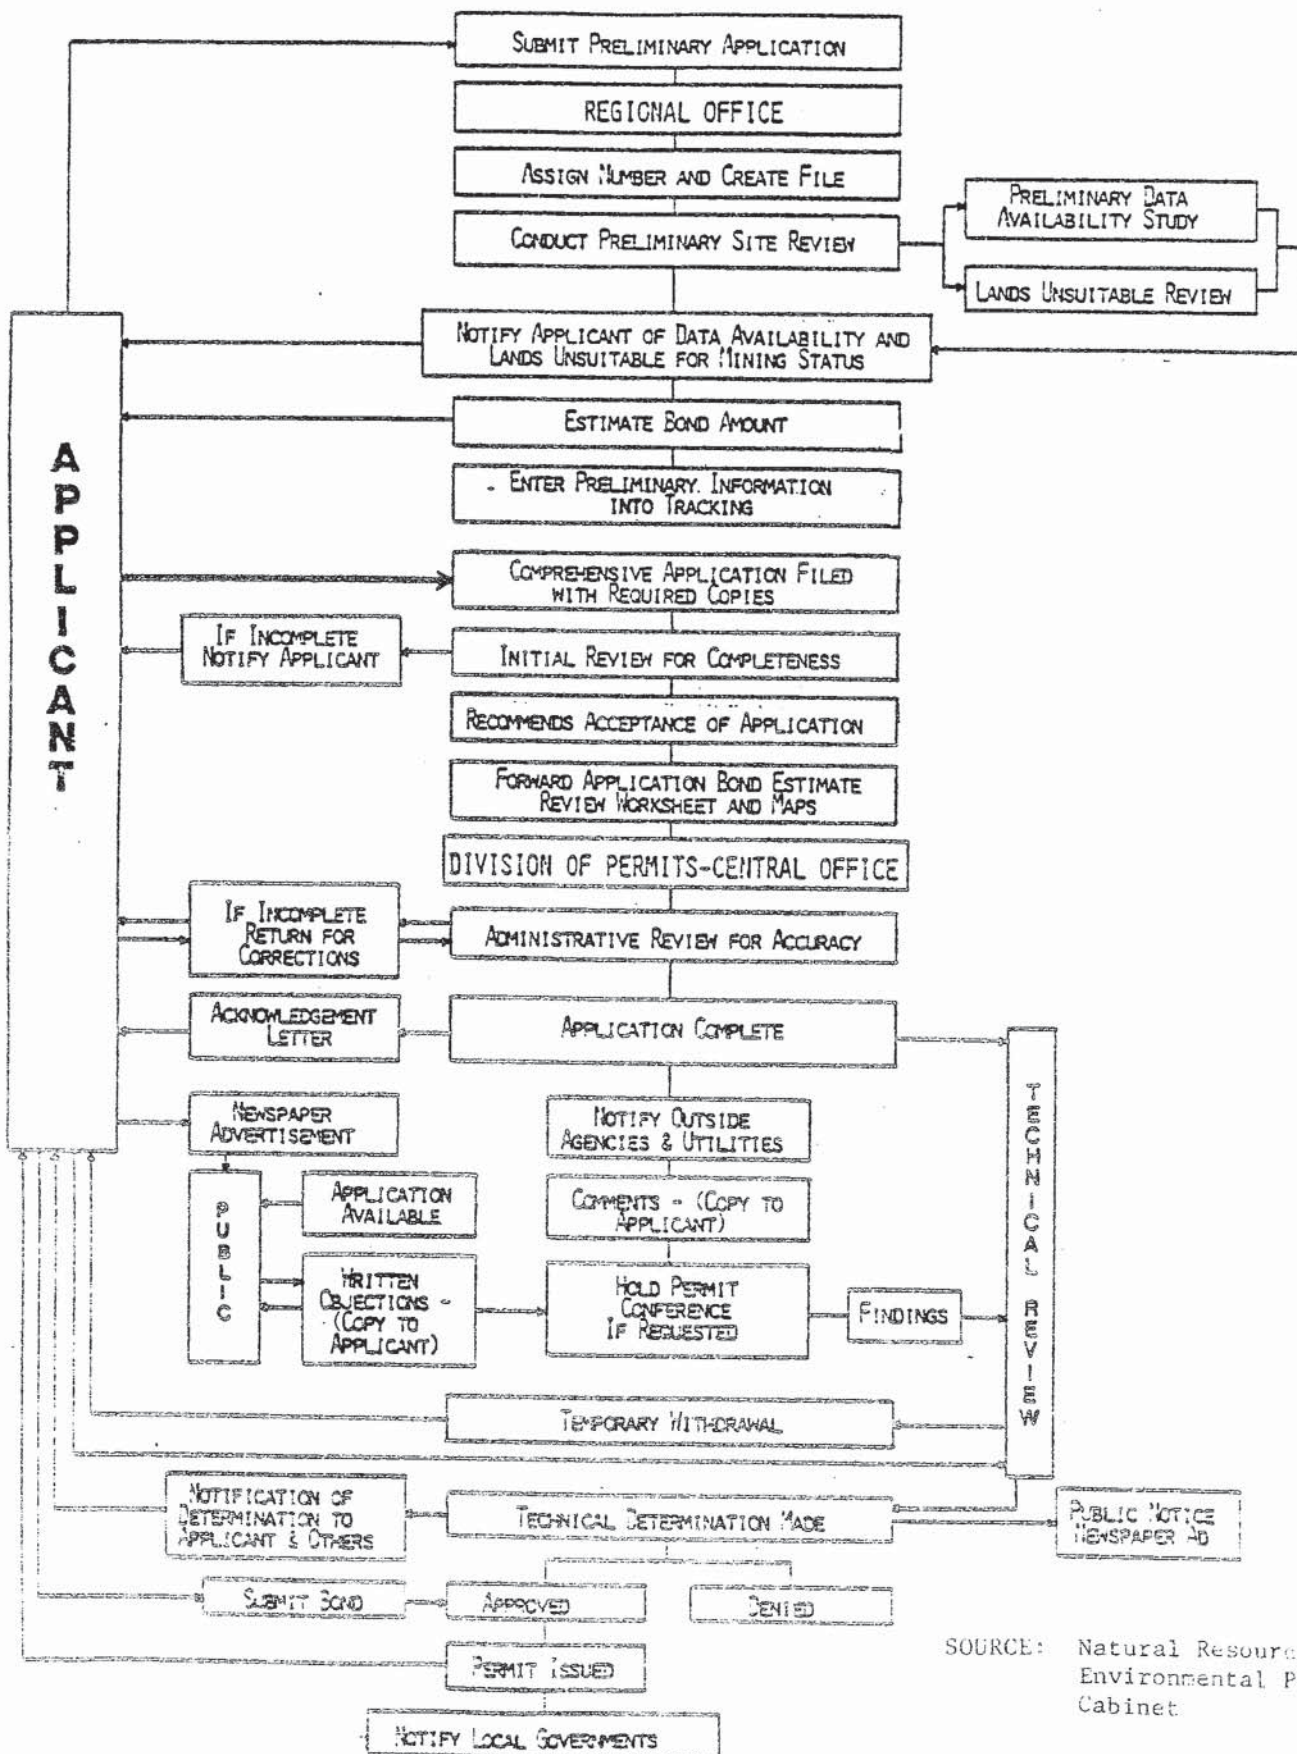 SUBMIT PRELIMINARY APPLICATION
REGIONAL OFFICE
ASSIGN NUMBER AND CREATE FILE
CONDUCT PRELIMINARY SITE REVIEW
PRELIMINARY DATA
AVAILABILITY STUDY
LANDS UNSUITABLE REVIEW
NOTIFY APPLICANT OF DATA AVAILABILITY AND
LANDS UNSUITABLE FOR MINING STATUS
ESTIMATE BOND AMOUNT
ENTER PRELIMINARY. INFORMATION
INTO TRACKING
APPLICANT
COMPREHENSIVE APPLICATION FILED
WITH REQUIRED COPIES
IF INCOMPLETE
NOTIFY APPLICANT
INITIAL REVIEW FOR COMPLETENESS
RECOMMENDS ACCEPTANCE OF APPLICATION
FORWARD APPLICATION BOND ESTIMATE
REVIEW WORKSHEET AND MAPS
DIVISION OF PERMITS-CENTRAL OFFICE
IF INCOMPLETE
RETURN FOR
CORRECTIONS
ADMINISTRATIVE REVIEW FOR ACCURACY
ACKNOWLEDGEMENT
LETTER
APPLICATION COMPLETE
TECHNICAL REVIEW
NEWSPAPER
ADVERTISEMENT
NOTIFY OUTSIDE
AGENCIES & UTILITIES
PUBLIC
APPLICATION
AVAILABLE
COMMENTS - (COPY TO
APPLICANT)
WRITTEN
OBJECTIONS -
(COPY TO
APPLICANT)
HOLD PERMIT
CONFERENCE
IF REQUESTED
FINDINGS
TEMPORARY WITHDRAWAL
NOTIFICATION OF
DETERMINATION TO
APPLICANT & OTHERS
TECHNICAL DETERMINATION MADE
PUBLIC NOTICE
NEWSPAPER AD
SUBMIT BOND
APPROVED
DENIED
PERMIT ISSUED
NOTIFY LOCAL GOVERNMENTS
SOURCE: Natural Resourc
Environmental P
Cabinet